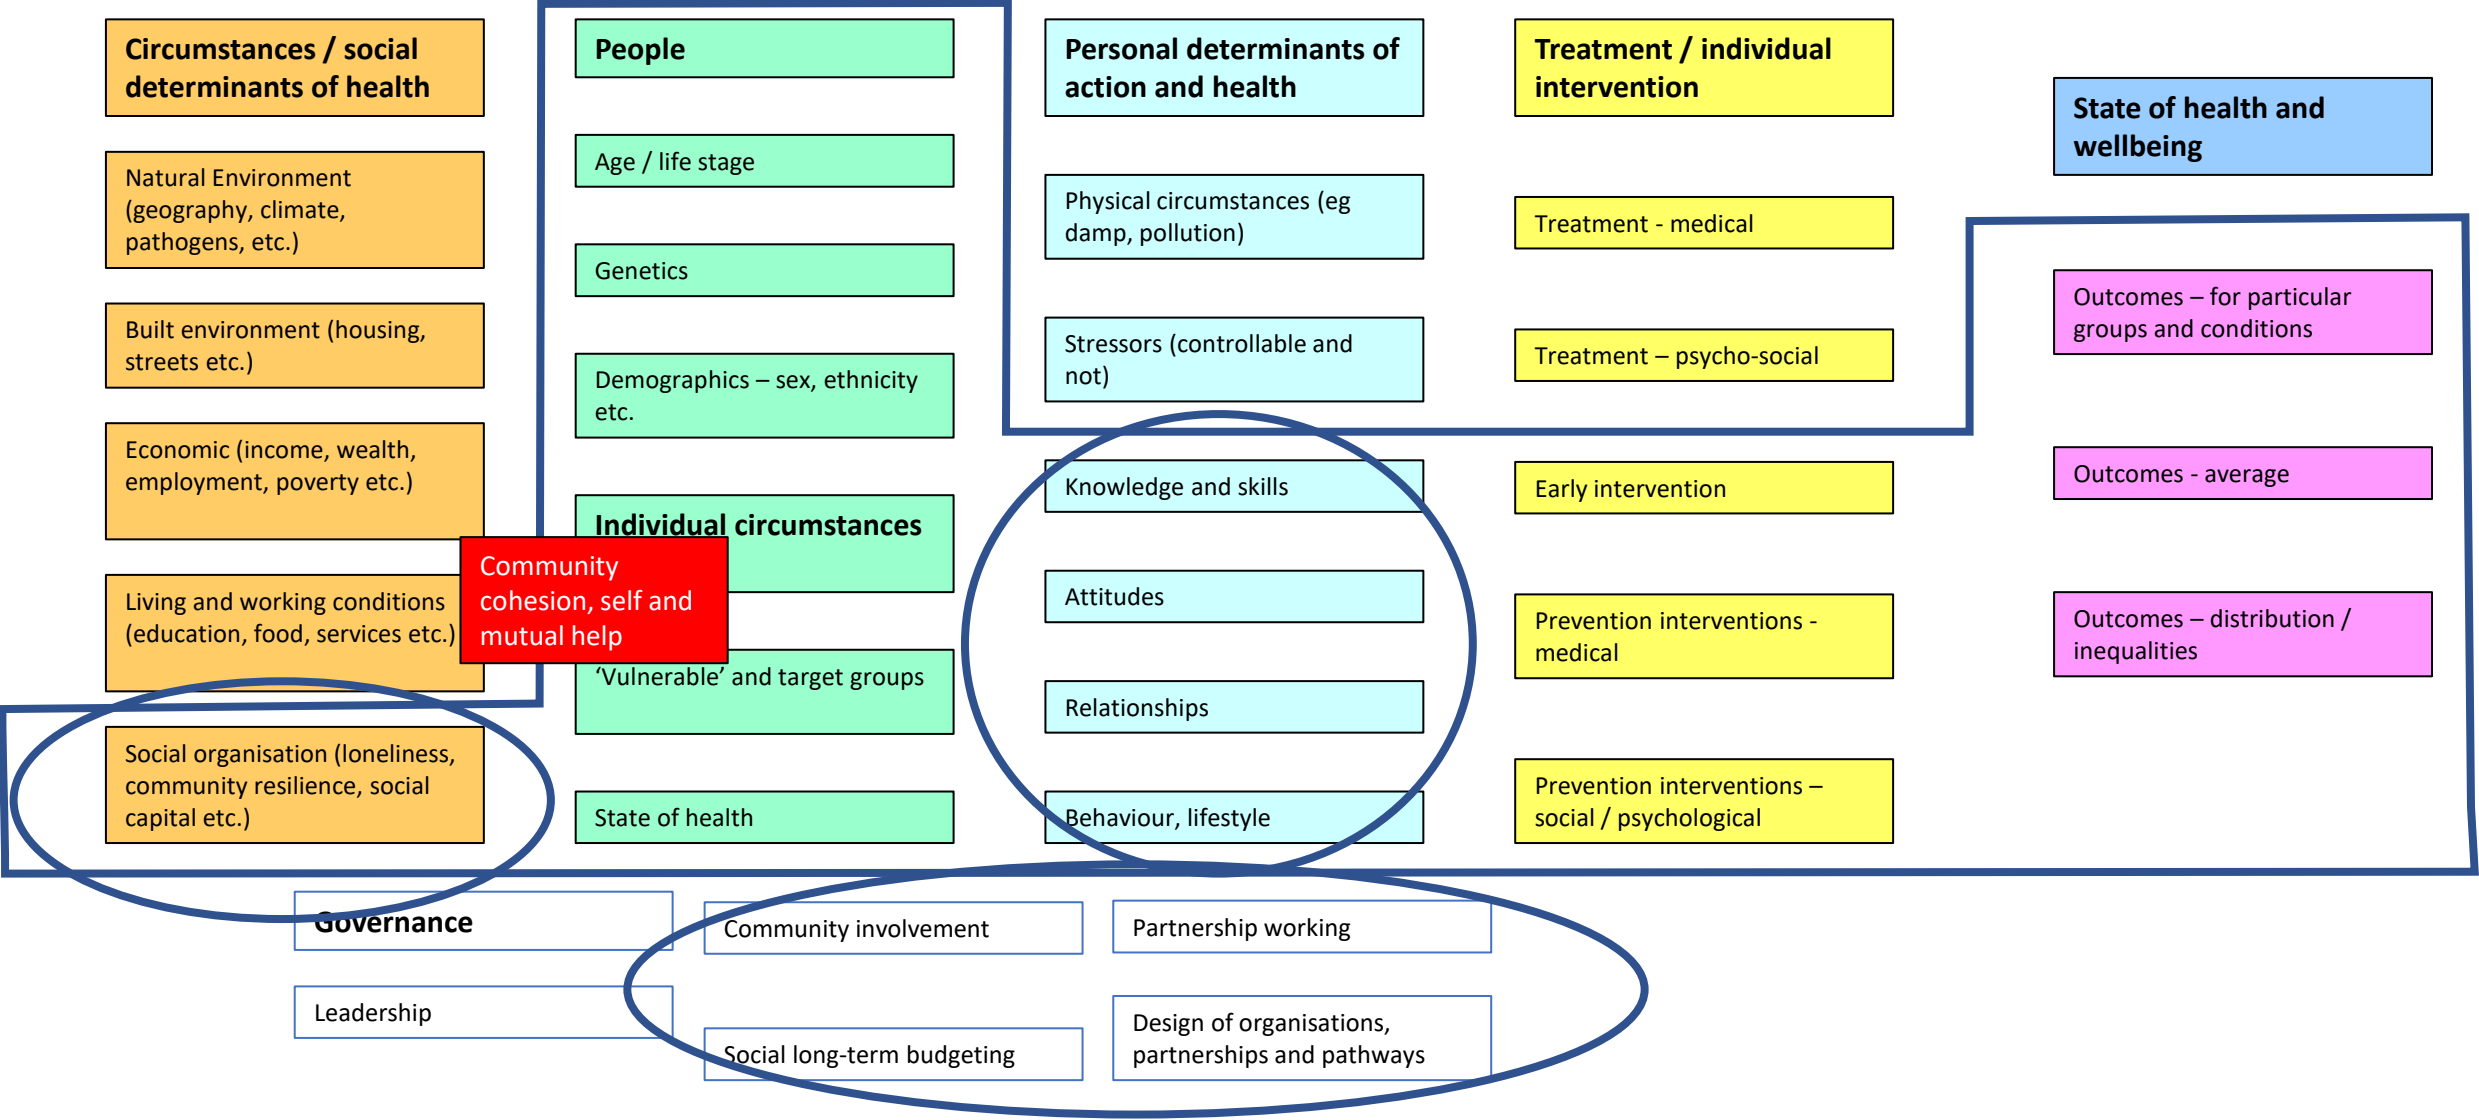 Circumstances / social
determinants of health
Natural Environment
(geography, climate,
pathogens, etc.)
Built environment (housing,
streets etc.)
Economic (income, wealth,
employment, poverty etc.)
Living and working conditions
(education, food, services etc.)
Social organisation (loneliness,
community resilience, social
capital etc.)
People
Age / life stage
Genetics
Demographics – sex, ethnicity
etc.
Individual circumstances
Community
cohesion, self and
mutual help
‘Vulnerable’ and target groups
State of health
Personal determinants of
action and health
Physical circumstances (eg
damp, pollution)
Stressors (controllable and
not)
Knowledge and skills
Attitudes
Relationships
Behaviour, lifestyle
Treatment / individual
intervention
Treatment - medical
Treatment – psycho-social
Early intervention
Prevention interventions -
medical
Prevention interventions –
social / psychological
State of health and
wellbeing
Outcomes – for particular
groups and conditions
Outcomes - average
Outcomes – distribution /
inequalities
Governance
Leadership
Community involvement
Social long-term budgeting
Partnership working
Design of organisations,
partnerships and pathways